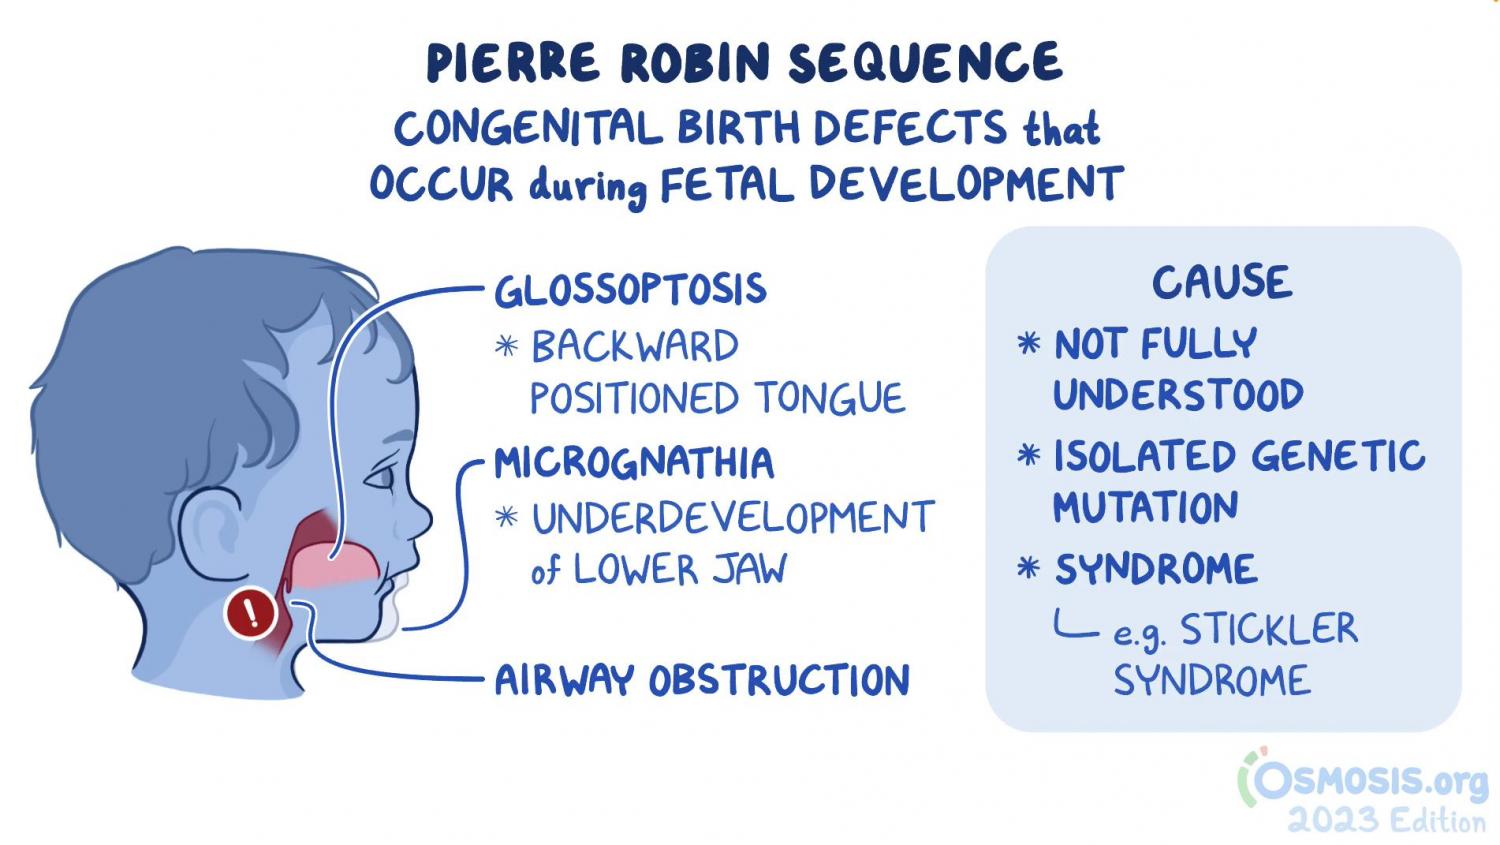 PIERRE ROBIN SEQUENCE
CONGENITAL BIRTH DEFECTS that
OCCUR during FETAL DEVELOPMENT
GLOSSOPTOSIS
* BACKWARD
POSITIONED TONGUE
MICROGNATHIA
* UNDERDEVELOPMENT
of LOWER JAW
!
AIRWAY OBSTRUCTION
CAUSE
* NOT FULLY
UNDERSTOOD
* ISOLATED GENETIC
MUTATION
* SYNDROME
e.g. STICKLER
SYNDROME
OSMOSIS.org
2023 Edition